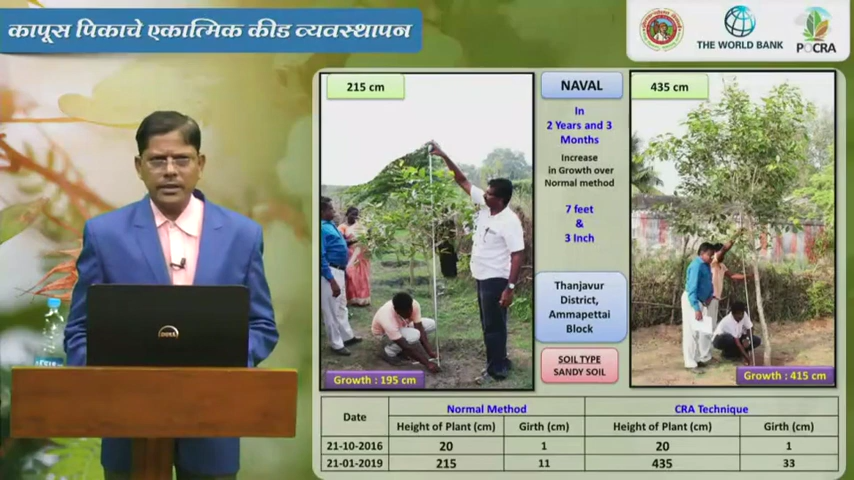 कापूस पिकाचे एकात्मिक कीड व्यवस्थापन
THE WORLD BANK
POCRA
215 cm
NAVAL
435 cm
In
2 Years and 3
Months
Increase
in Growth over
Normal method
7 feet
&
3 Inch
Thanjavur
District,
Ammapettai
Block
SOIL TYPE
SANDY SOIL
Growth : 195 cm
Growth : 415 cm
Date
Normal Method
CRA Technique
Height of Plant (cm) Girth (cm) Height of Plant (cm) Girth (cm)
21-10-2016 20 1 20 1
21-01-2019 215 11 435 33
DELL